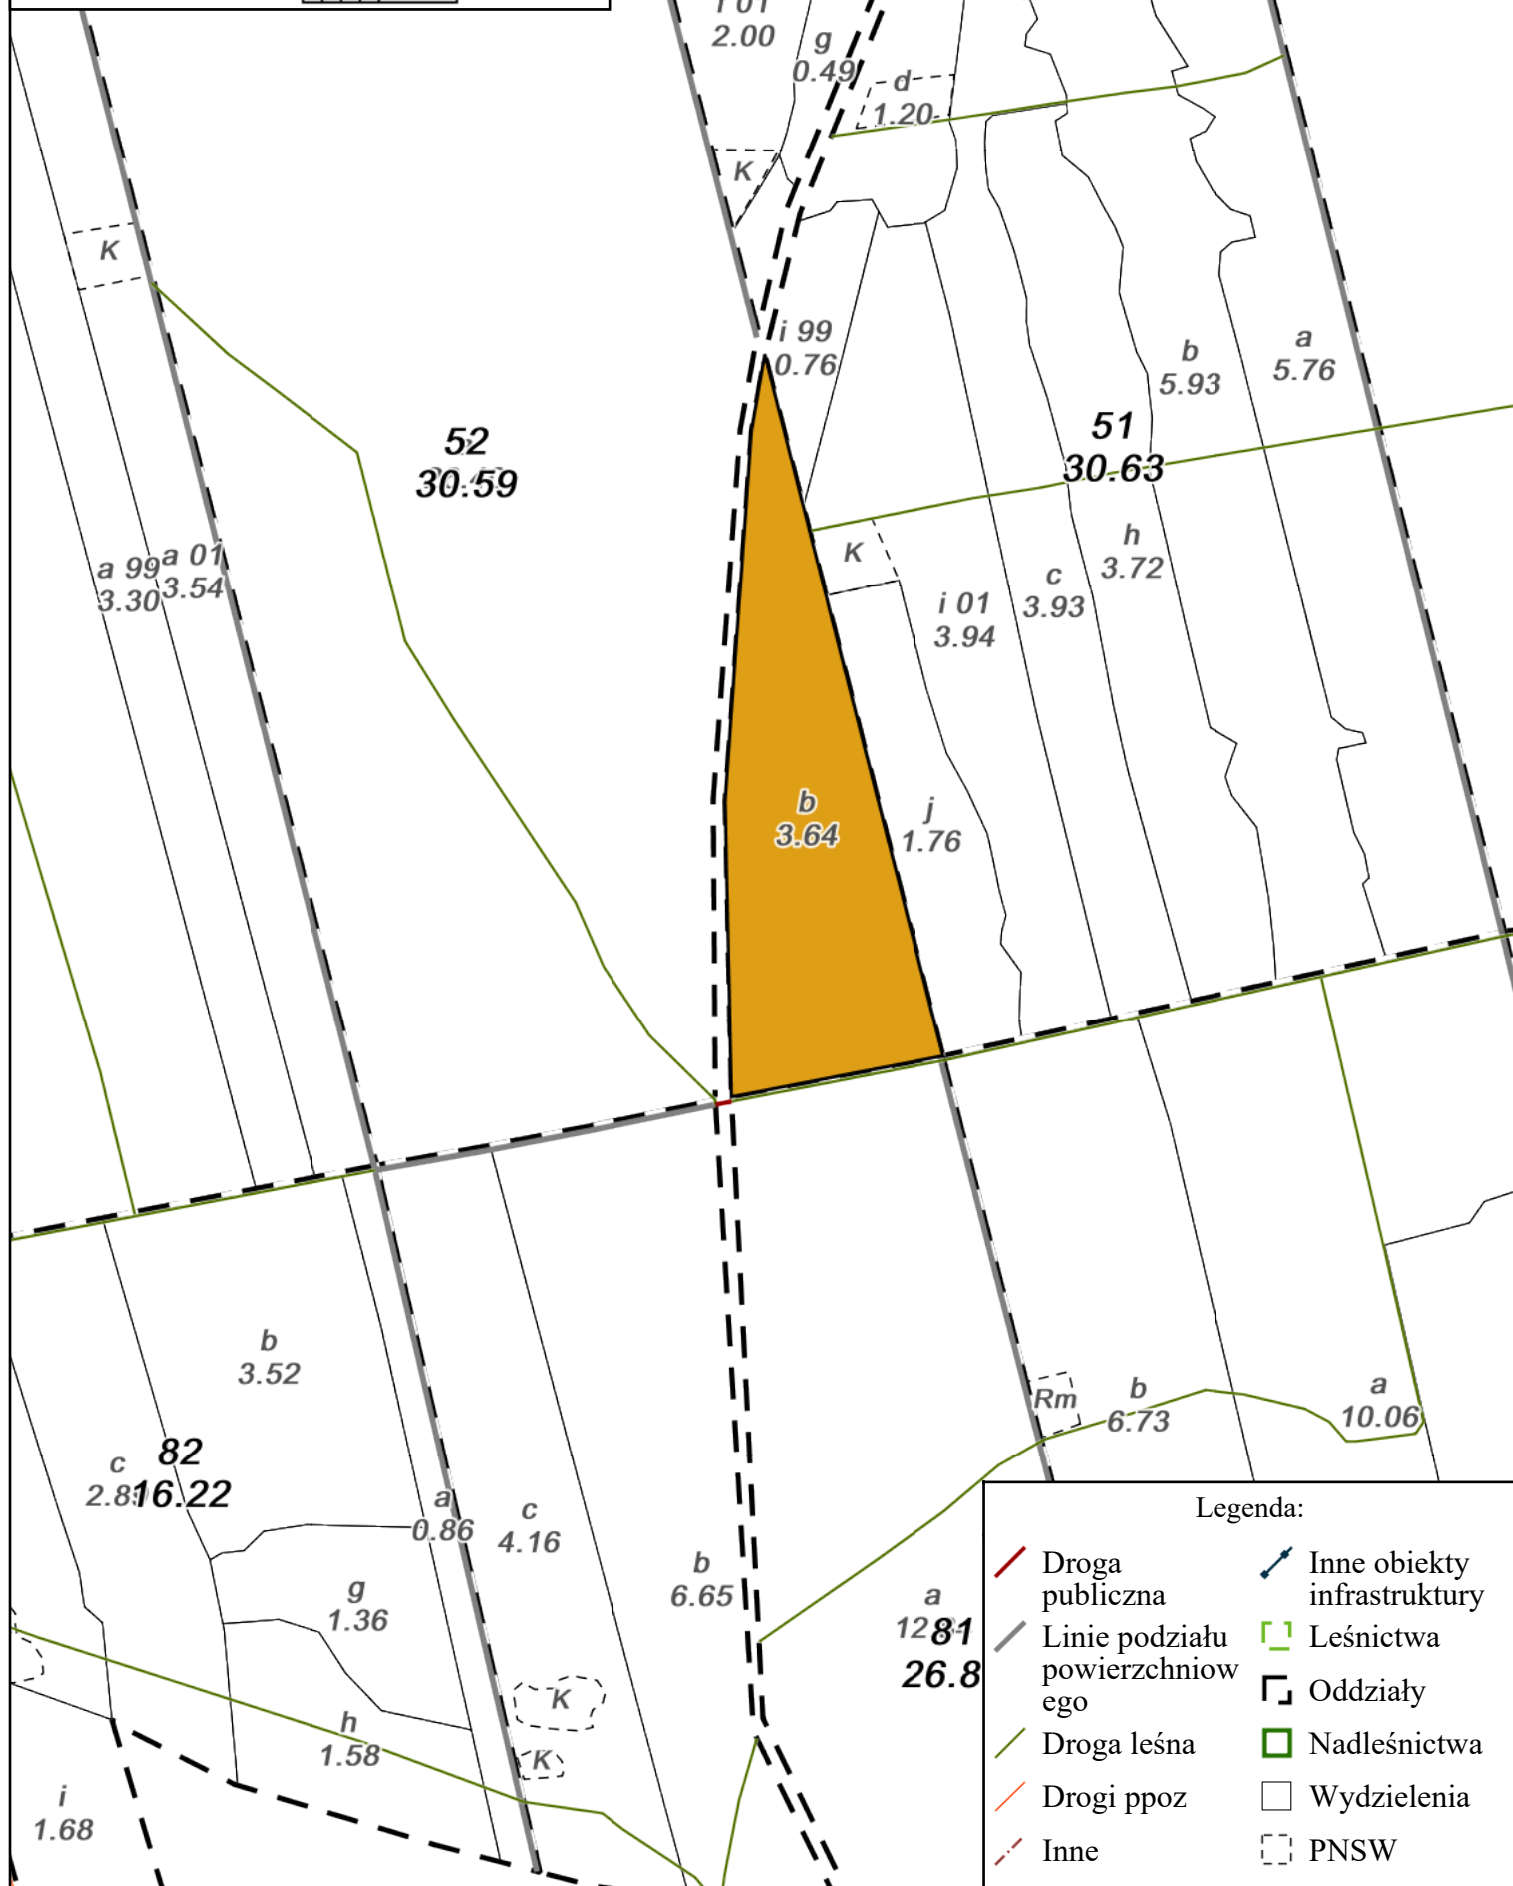 2.00
g
0.49
d
1.20
K
K
i 99
0.76
b
5.93
a
5.76
52
30.59
51
30.63
a 99
3.30
a 01
3.54
K
h
3.72
c
3.93
i 01
3.94
b
3.64
j
1.76
b
3.52
82
16.22
c
a
0.86
c
4.16
g
1.36
b
6.65
Rm
b
6.73
a
10.06
a
81
26.8
K
K
h
1.58
i
1.68
Legenda:
Droga
publiczna
Linie podziału
powierzchniow
ego
Droga leśna
Drogi ppoz
Inne
Inne obiekty
infrastruktury
Leśnictwa
Oddziały
Nadleśnictwa
Wydzielenia
PNSW